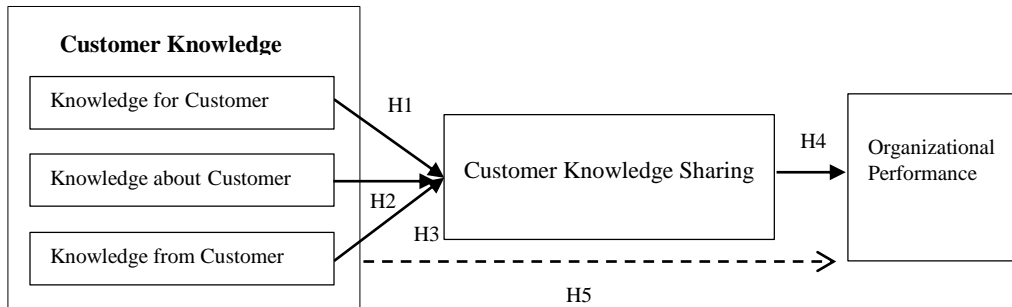 Customer Knowledge
Knowledge for Customer
H1
Knowledge about Customer
H2
Knowledge from Customer
H3
Customer Knowledge Sharing
H4
Organizational
Performance
H5